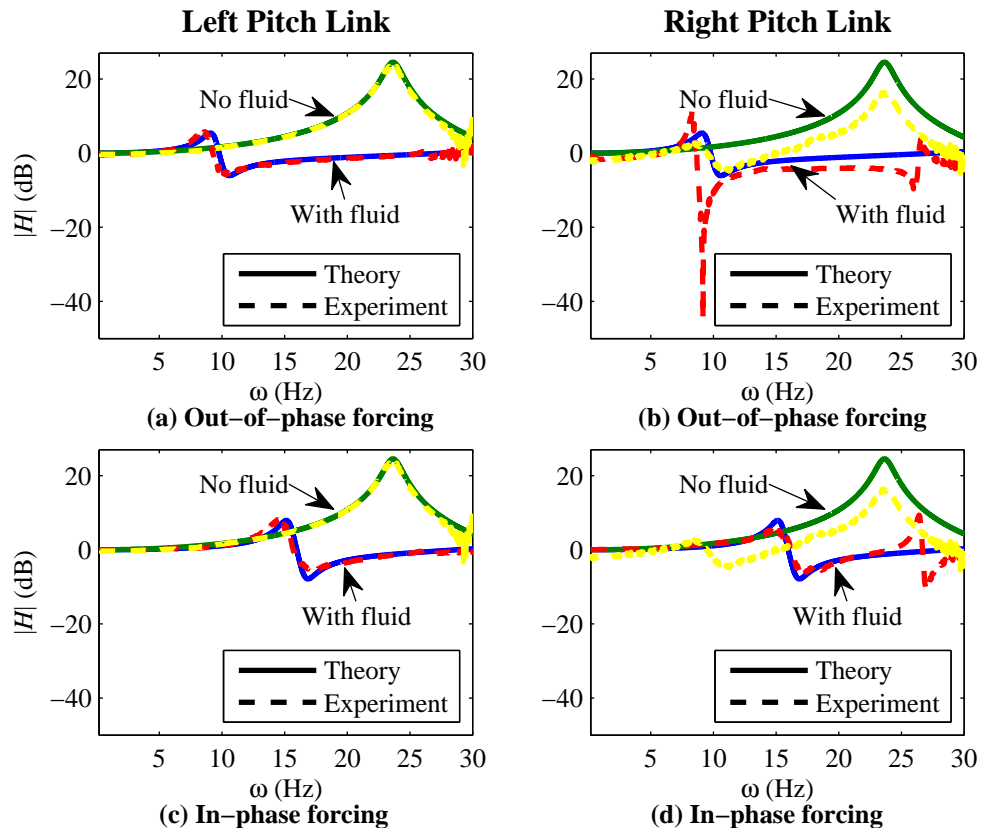 Left Pitch Link
Right Pitch Link
20
0
−20
−40
|H| (dB)
No fluid
With fluid
Theory
Experiment
5 10 15 20 25 30
ω (Hz)
(a) Out−of−phase forcing
20
0
−20
−40
No fluid
With fluid
Theory
Experiment
5 10 15 20 25 30
ω (Hz)
(b) Out−of−phase forcing
20
0
−20
−40
|H| (dB)
No fluid
With fluid
Theory
Experiment
5 10 15 20 25 30
ω (Hz)
(c) In−phase forcing
20
0
−20
−40
No fluid
With fluid
Theory
Experiment
5 10 15 20 25 30
ω (Hz)
(d) In−phase forcing